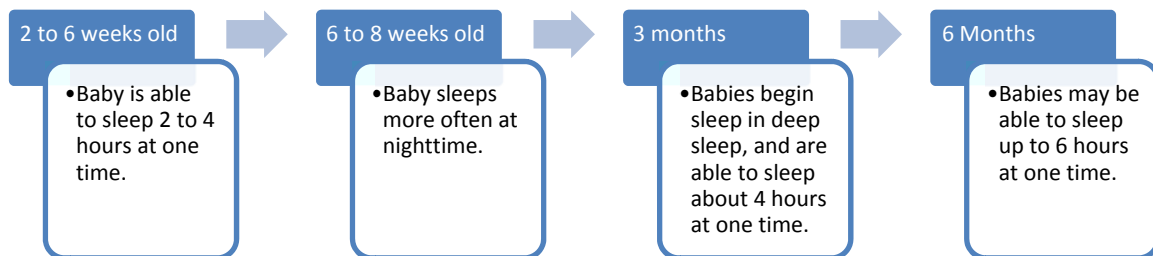 2 to 6 weeks old
•Baby is able
to sleep 2 to 4
hours at one
time.
6 to 8 weeks old
•Baby sleeps
more often at
nighttime.
3 months
•Babies begin
sleep in deep
sleep, and are
able to sleep
about 4 hours
at one time.
6 Months
•Babies may be
able to sleep
up to 6 hours
at one time.